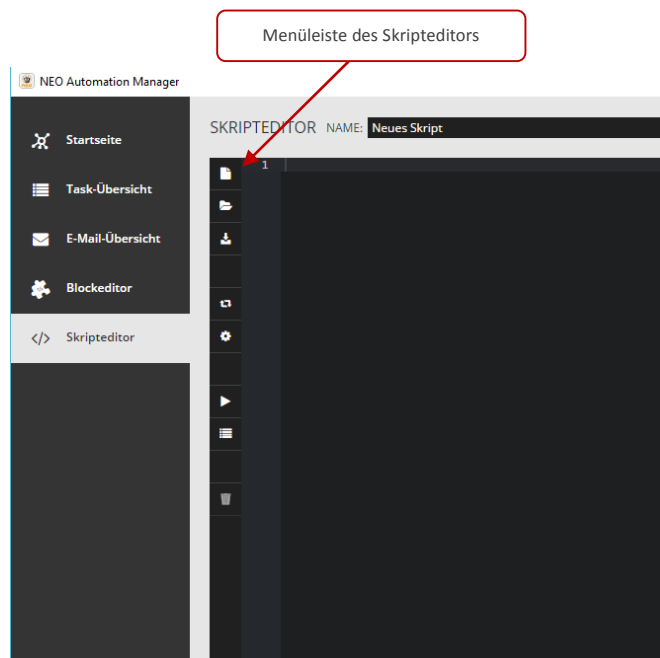 Menüleiste des Skripteditors
NEO Automation Manager
SKRIPTEDITOR NAME: Neues Skript
Startseite
Task-Übersicht
E-Mail-Übersicht
Blockeditor
</> Skripteditor
1